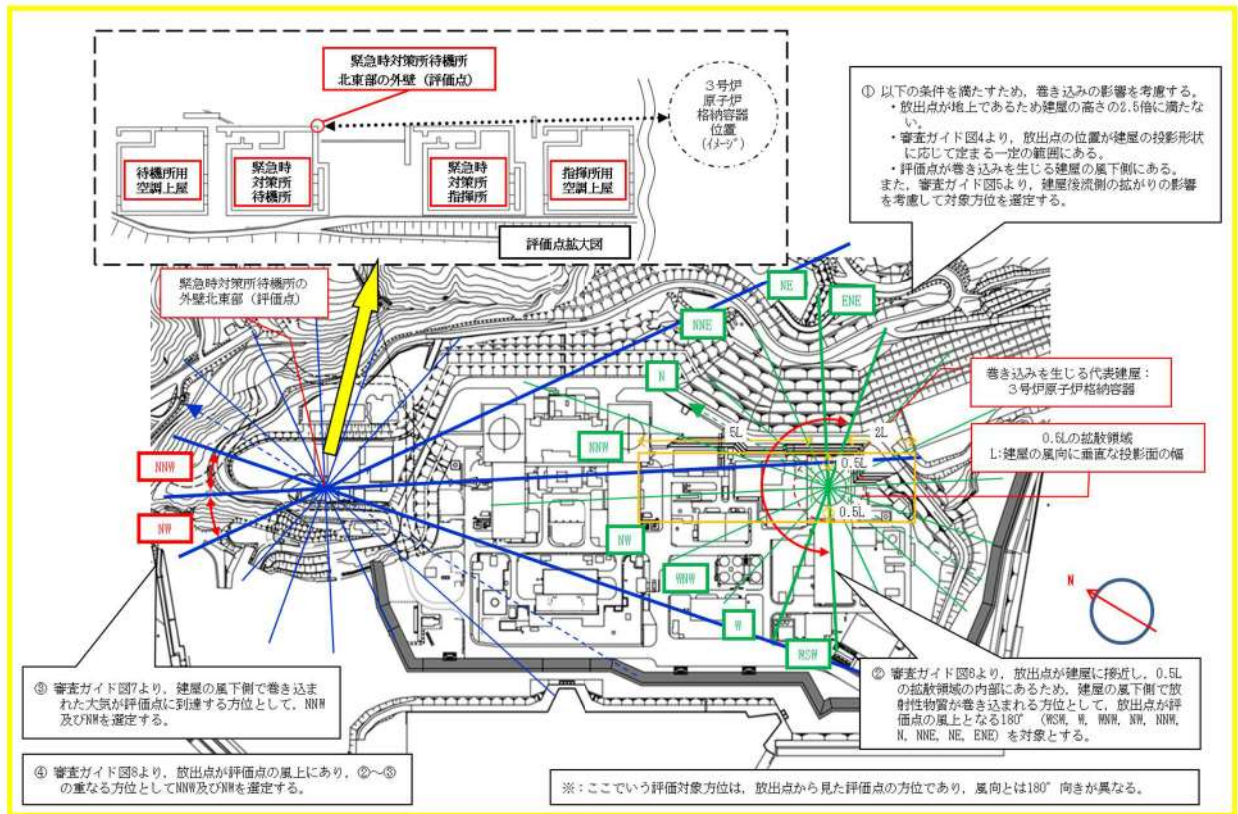 緊急時対策所待機所
北東部の外壁（評価点）
3号炉
原子炉
格納容器
位置
(イメージ)
待機所用
空調上屋
緊急時
対策所
待機所
緊急時
対策所
指揮所
指揮所用
空調上屋
評価点拡大図
① 以下の条件を満たすため，巻き込みの影響を考慮する。
・放出点が地上であるため建屋の高さの2.5倍に満たな
い。
・審査ガイド図4より，放出点の位置が建屋の投影形状
に応じて定まる一定の範囲にある。
・評価点が巻き込みを生じる建屋の風下側にある。
また，審査ガイド図5より，建屋後流側の拡がりの影響
を考慮して対象方位を選定する。
緊急時対策所待機所の
外壁北東部（評価点）
NE
ENE
NNE
N
NNW
NW
WNW
W
WSW
5L
2L
0.5L
0.5L
巻き込みを生じる代表建屋：
3号炉原子炉格納容器
0.5Lの拡散領域
L:建屋の風向に垂直な投影面の幅
NNW
NW
N
③ 審査ガイド図7より，建屋の風下側で巻き込ま
れた大気が評価点に到達する方位として，NNW
及びNWを選定する。
④ 審査ガイド図8より，放出点が評価点の風上にあり，②～③
の重なる方位としてNNW及びNWを選定する。
② 審査ガイド図6より，放出点が建屋に接近し，0.5L
の拡散領域の内部にあるため，建屋の風下側で放
射性物質が巻き込まれる方位として，放出点が評
価点の風上となる180°（WSW, W, WNW, NW, NNW,
N, NNE, NE, ENE）を対象とする。
※：ここでいう評価対象方位は，放出点から見た評価点の方位であり，風向とは180°向きが異なる。